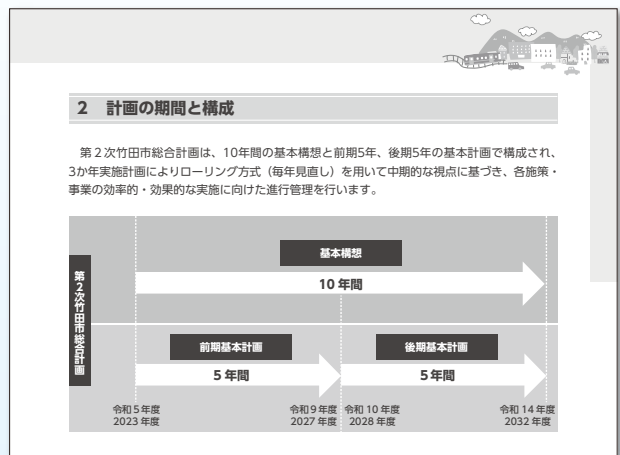 2 計画の期間と構成
第2次竹田市総合計画は、10年間の基本構想と前期5年、後期5年の基本計画で構成され、
3か年実施計画によりローリング方式（毎年見直し）を用いて中期的な視点に基づき、各施策・
事業の効率的・効果的な実施に向けた進行管理を行います。
第2次竹田市総合計画
基本構想
10年間
前期基本計画
後期基本計画
5年間
5年間
令和5年度
2023年度
令和9年度
2027年度
令和10年度
2028年度
令和14年度
2032年度